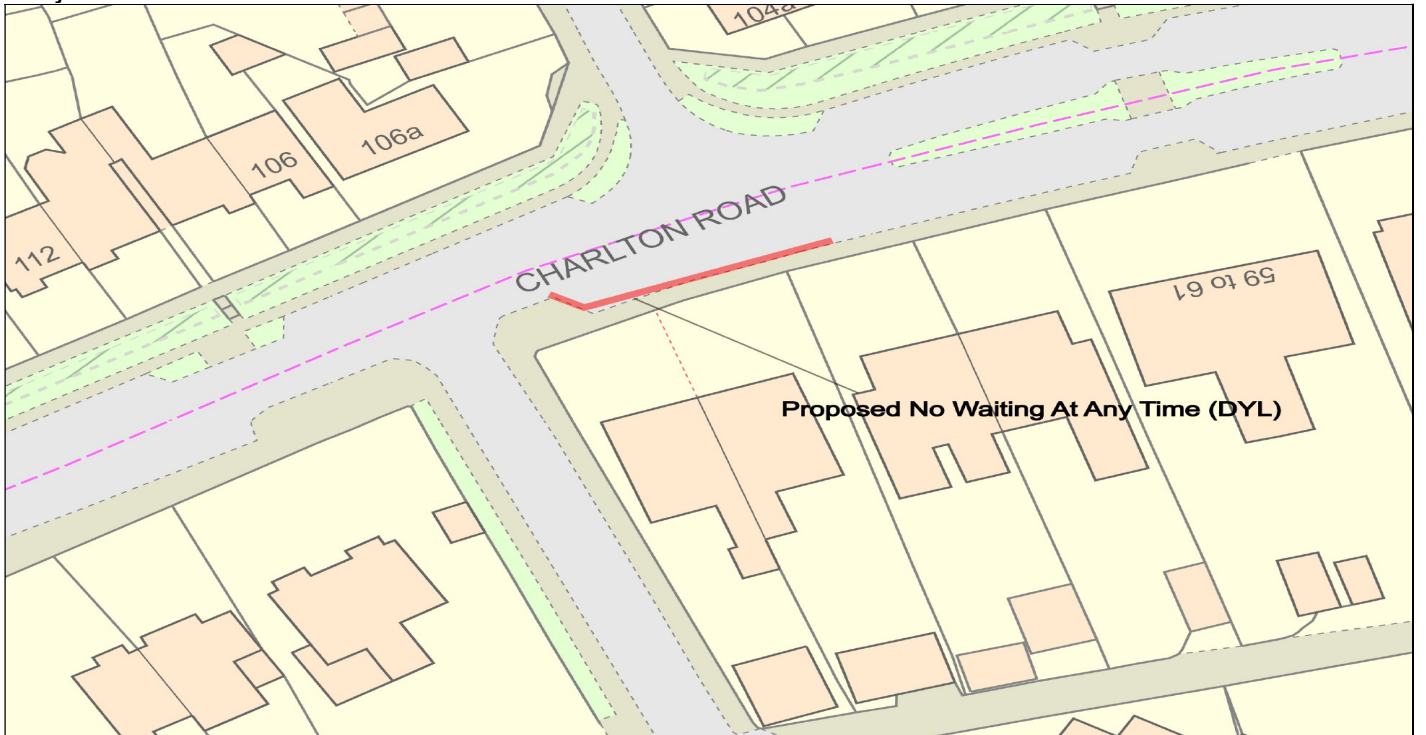 104a
106a
106
112
CHARLTON ROAD
59 to 61
Proposed No Waiting At Any Time (DYL)